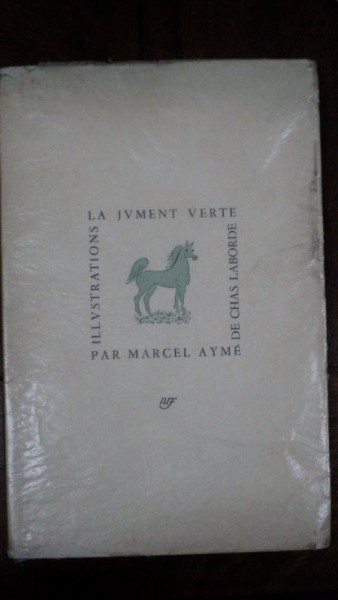 LA JVMENT VERTE
ILLVSTRATIONS
DE CHAS LABORDE
PAR MARCEL AYMÉ
nrf